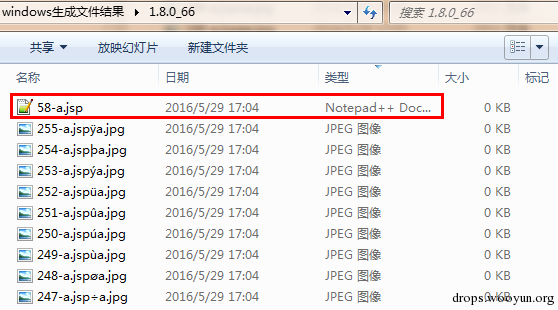 windows生成文件结果 ▸ 1.8.0_66
搜索 1.8.0_66
共享 放映幻灯片 新建文件夹
名称 日期 类型 大小 标记
58-a.jsp 2016/5/29 17:04 Notepad++ Doc... 0 KB
255-a.jspÿa.jpg 2016/5/29 17:04 JPEG 图像 0 KB
254-a.jspþa.jpg 2016/5/29 17:04 JPEG 图像 0 KB
253-a.jspýa.jpg 2016/5/29 17:04 JPEG 图像 0 KB
252-a.jspüa.jpg 2016/5/29 17:04 JPEG 图像 0 KB
251-a.jspûa.jpg 2016/5/29 17:04 JPEG 图像 0 KB
250-a.jspúa.jpg 2016/5/29 17:04 JPEG 图像 0 KB
249-a.jspùa.jpg 2016/5/29 17:04 JPEG 图像 0 KB
248-a.jspøa.jpg 2016/5/29 17:04 JPEG 图像 0 KB
247-a.jsp÷a.jpg 2016/5/29 17:04 JPEG 图像 0 KB
drops.wooyun.org